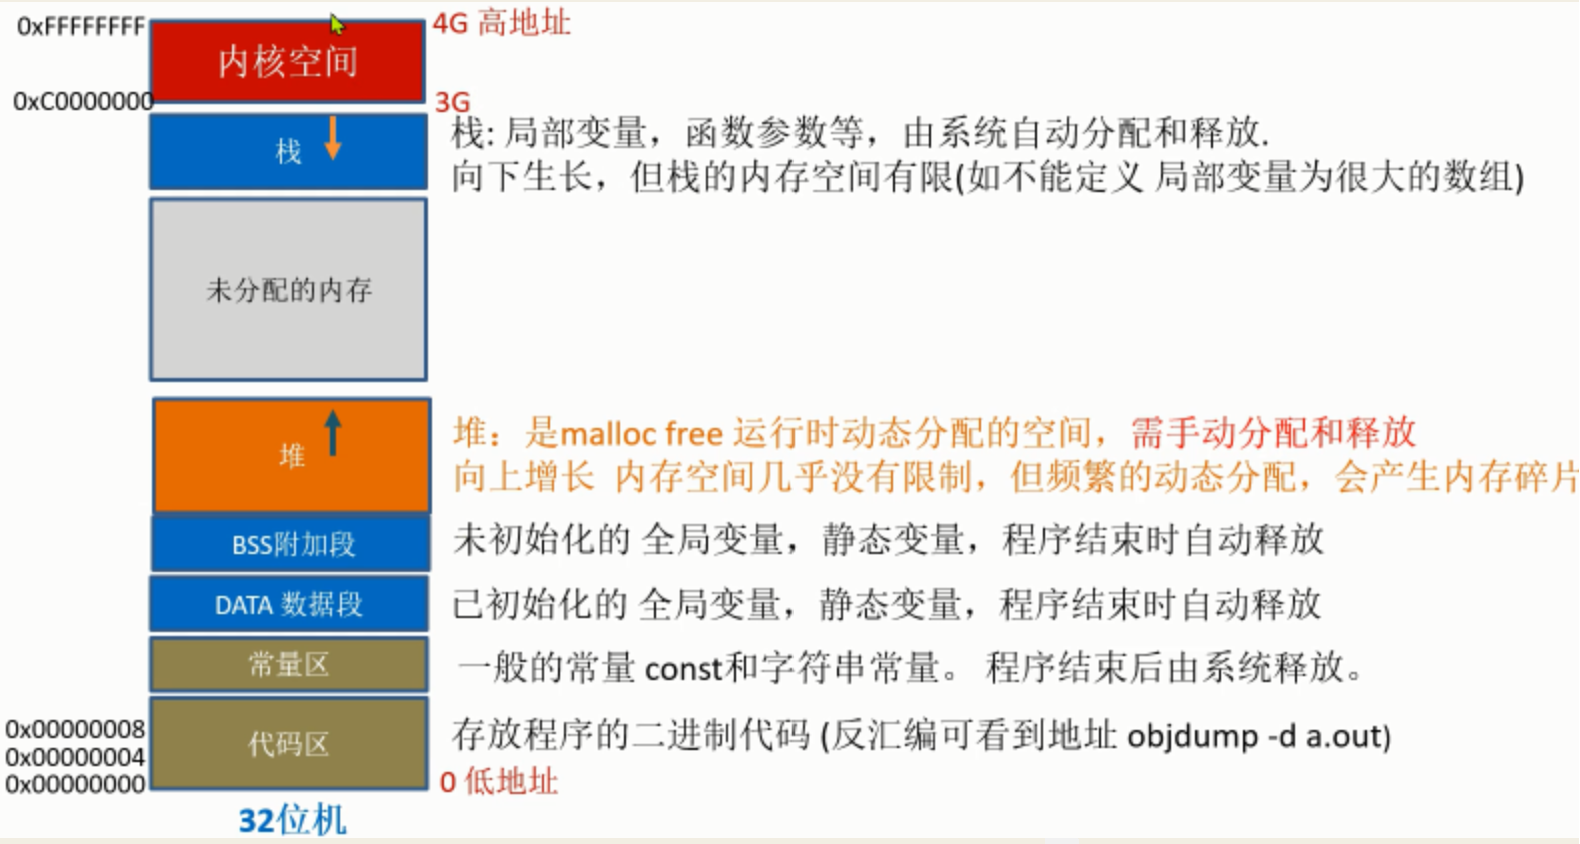 0xFFFFFFFF
4G 高地址
内核空间
0xC0000000
3G
栈
栈: 局部变量，函数参数等，由系统自动分配和释放.
向下生长，但栈的内存空间有限(如不能定义 局部变量为很大的数组)
未分配的内存
堆
堆：是malloc free 运行时动态分配的空间，需手动分配和释放
向上增长 内存空间几乎没有限制，但频繁的动态分配，会产生内存碎片
BSS附加段
未初始化的 全局变量，静态变量，程序结束时自动释放
DATA 数据段
已初始化的 全局变量，静态变量，程序结束时自动释放
常量区
一般的常量 const和字符串常量。 程序结束后由系统释放。
0x00000008
0x00000004
0x00000000
代码区
存放程序的二进制代码 (反汇编可看到地址 objdump -d a.out)
0 低地址
32位机